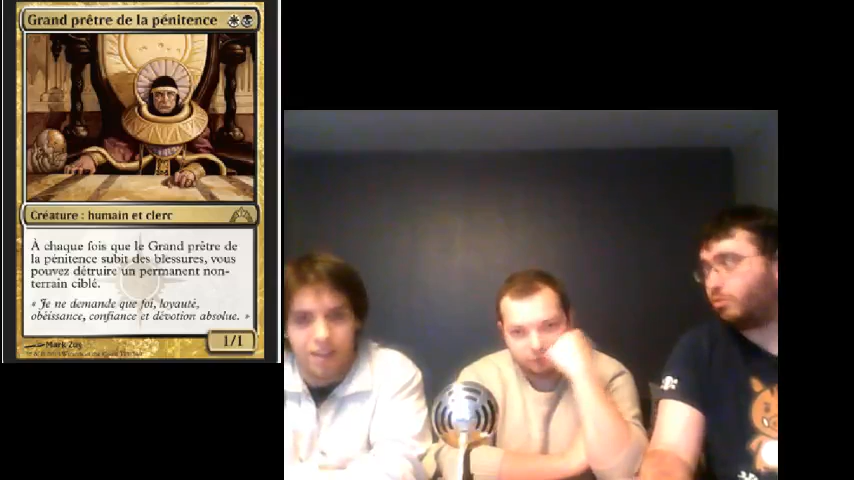 Grand prêtre de la pénitence
Créature : humain et clerc
À chaque fois que le Grand prêtre de
la pénitence subit des blessures, vous
pouvez détruire un permanent non-
terrain ciblé.
« Je ne demande que foi, loyauté,
obéissance, confiance et dévotion absolue. »
1/1
Mark Zug